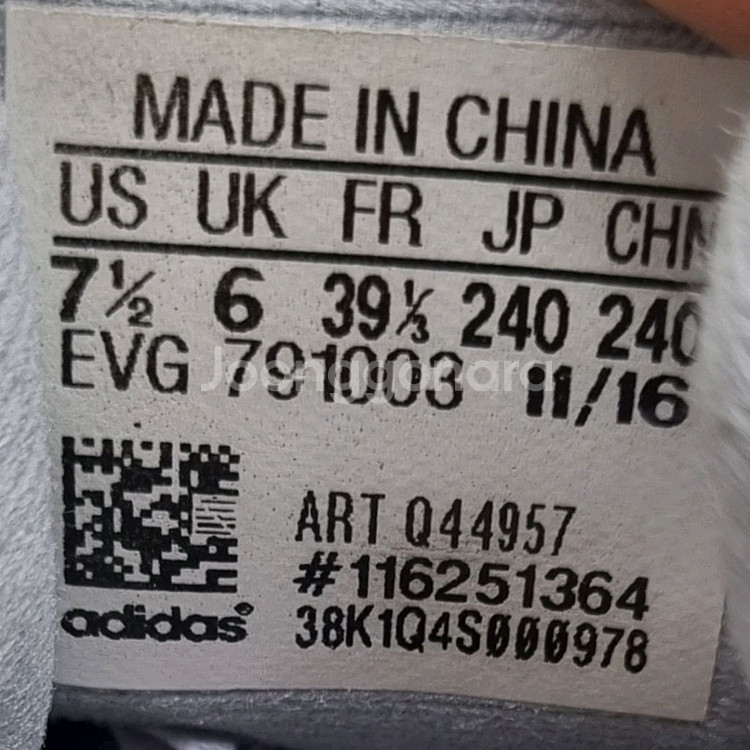 MADE IN CHINA
US UK FR JP CHN
7½ 6 39⅓ 240 240
EVG 791003 11/16
Joonggonara
ART Q44957
#116251364
adidas® 38K1Q4S000978